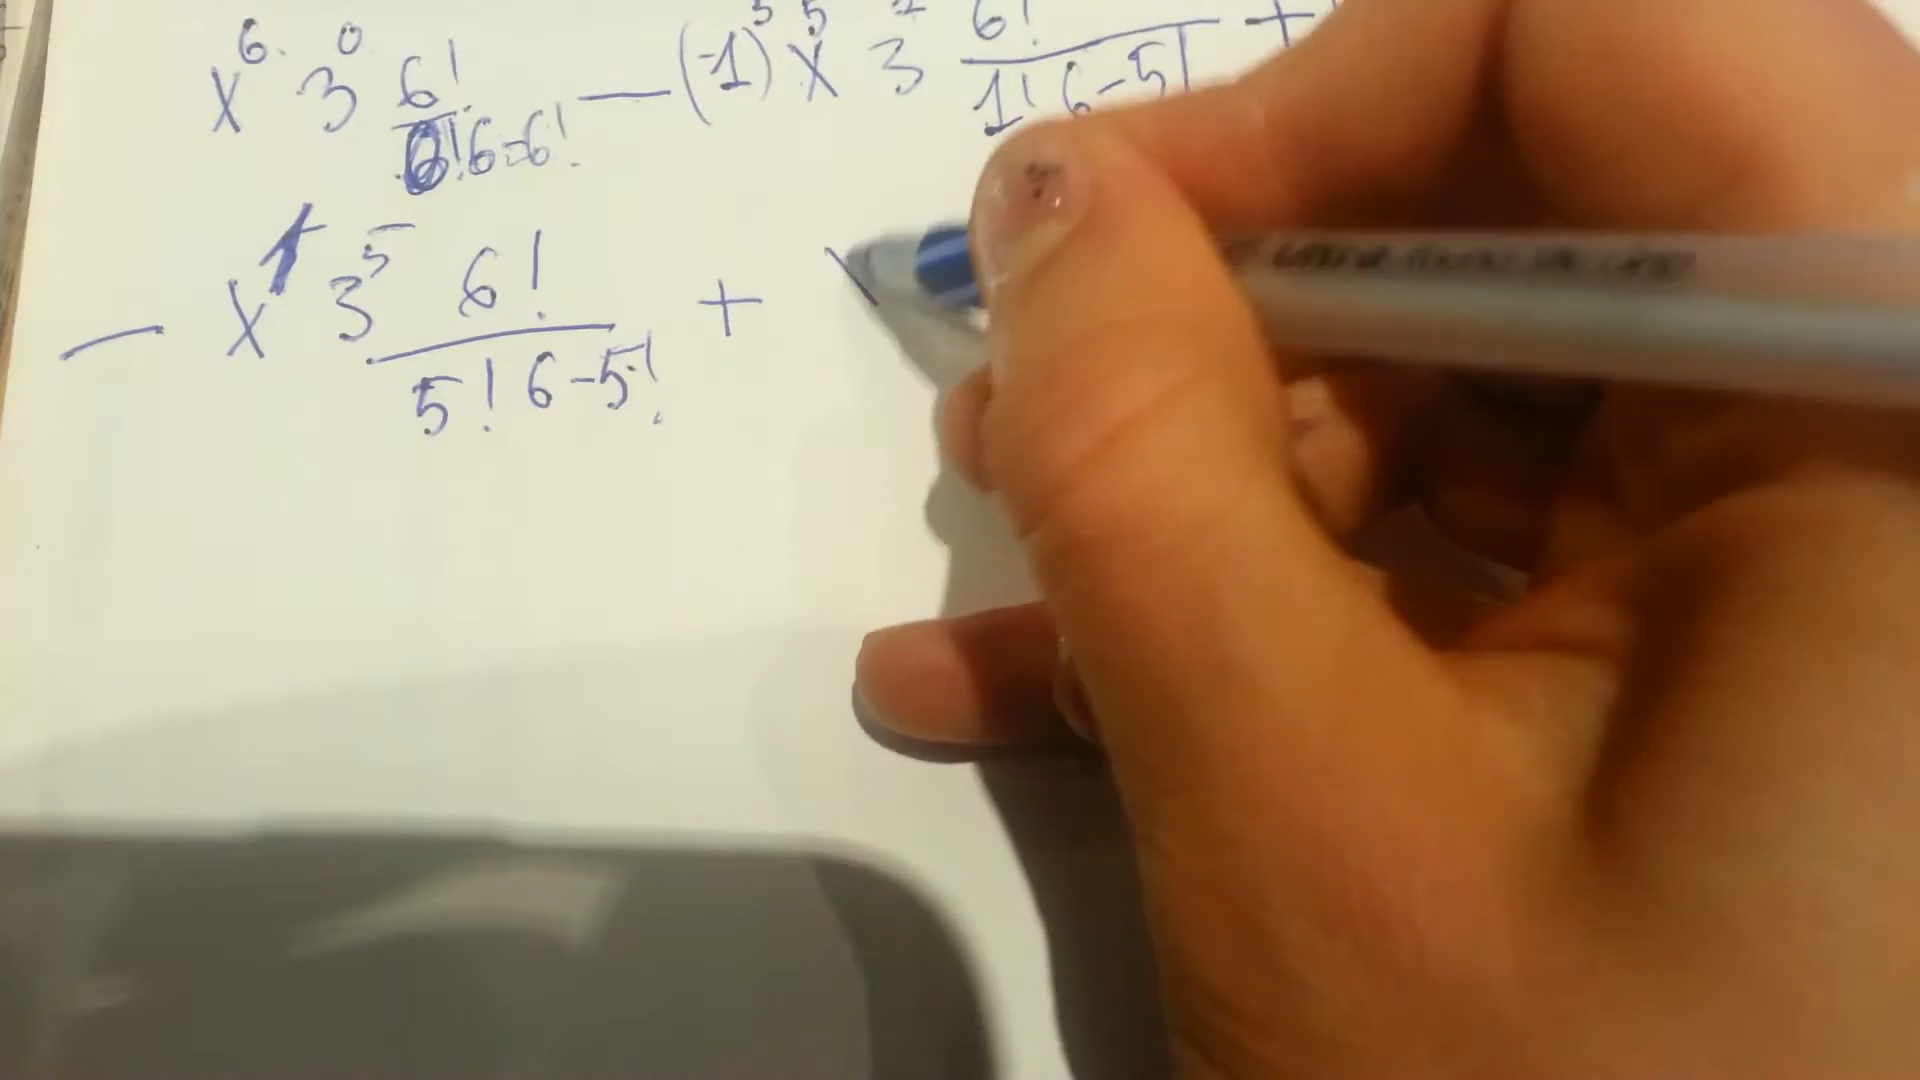 x⁶ 3⁰ 6!/0!6-6! — (-1)⁵ x⁵ 3 6!/1!6-5! +
— x¹ 3⁵ 6!/5!6-5! +